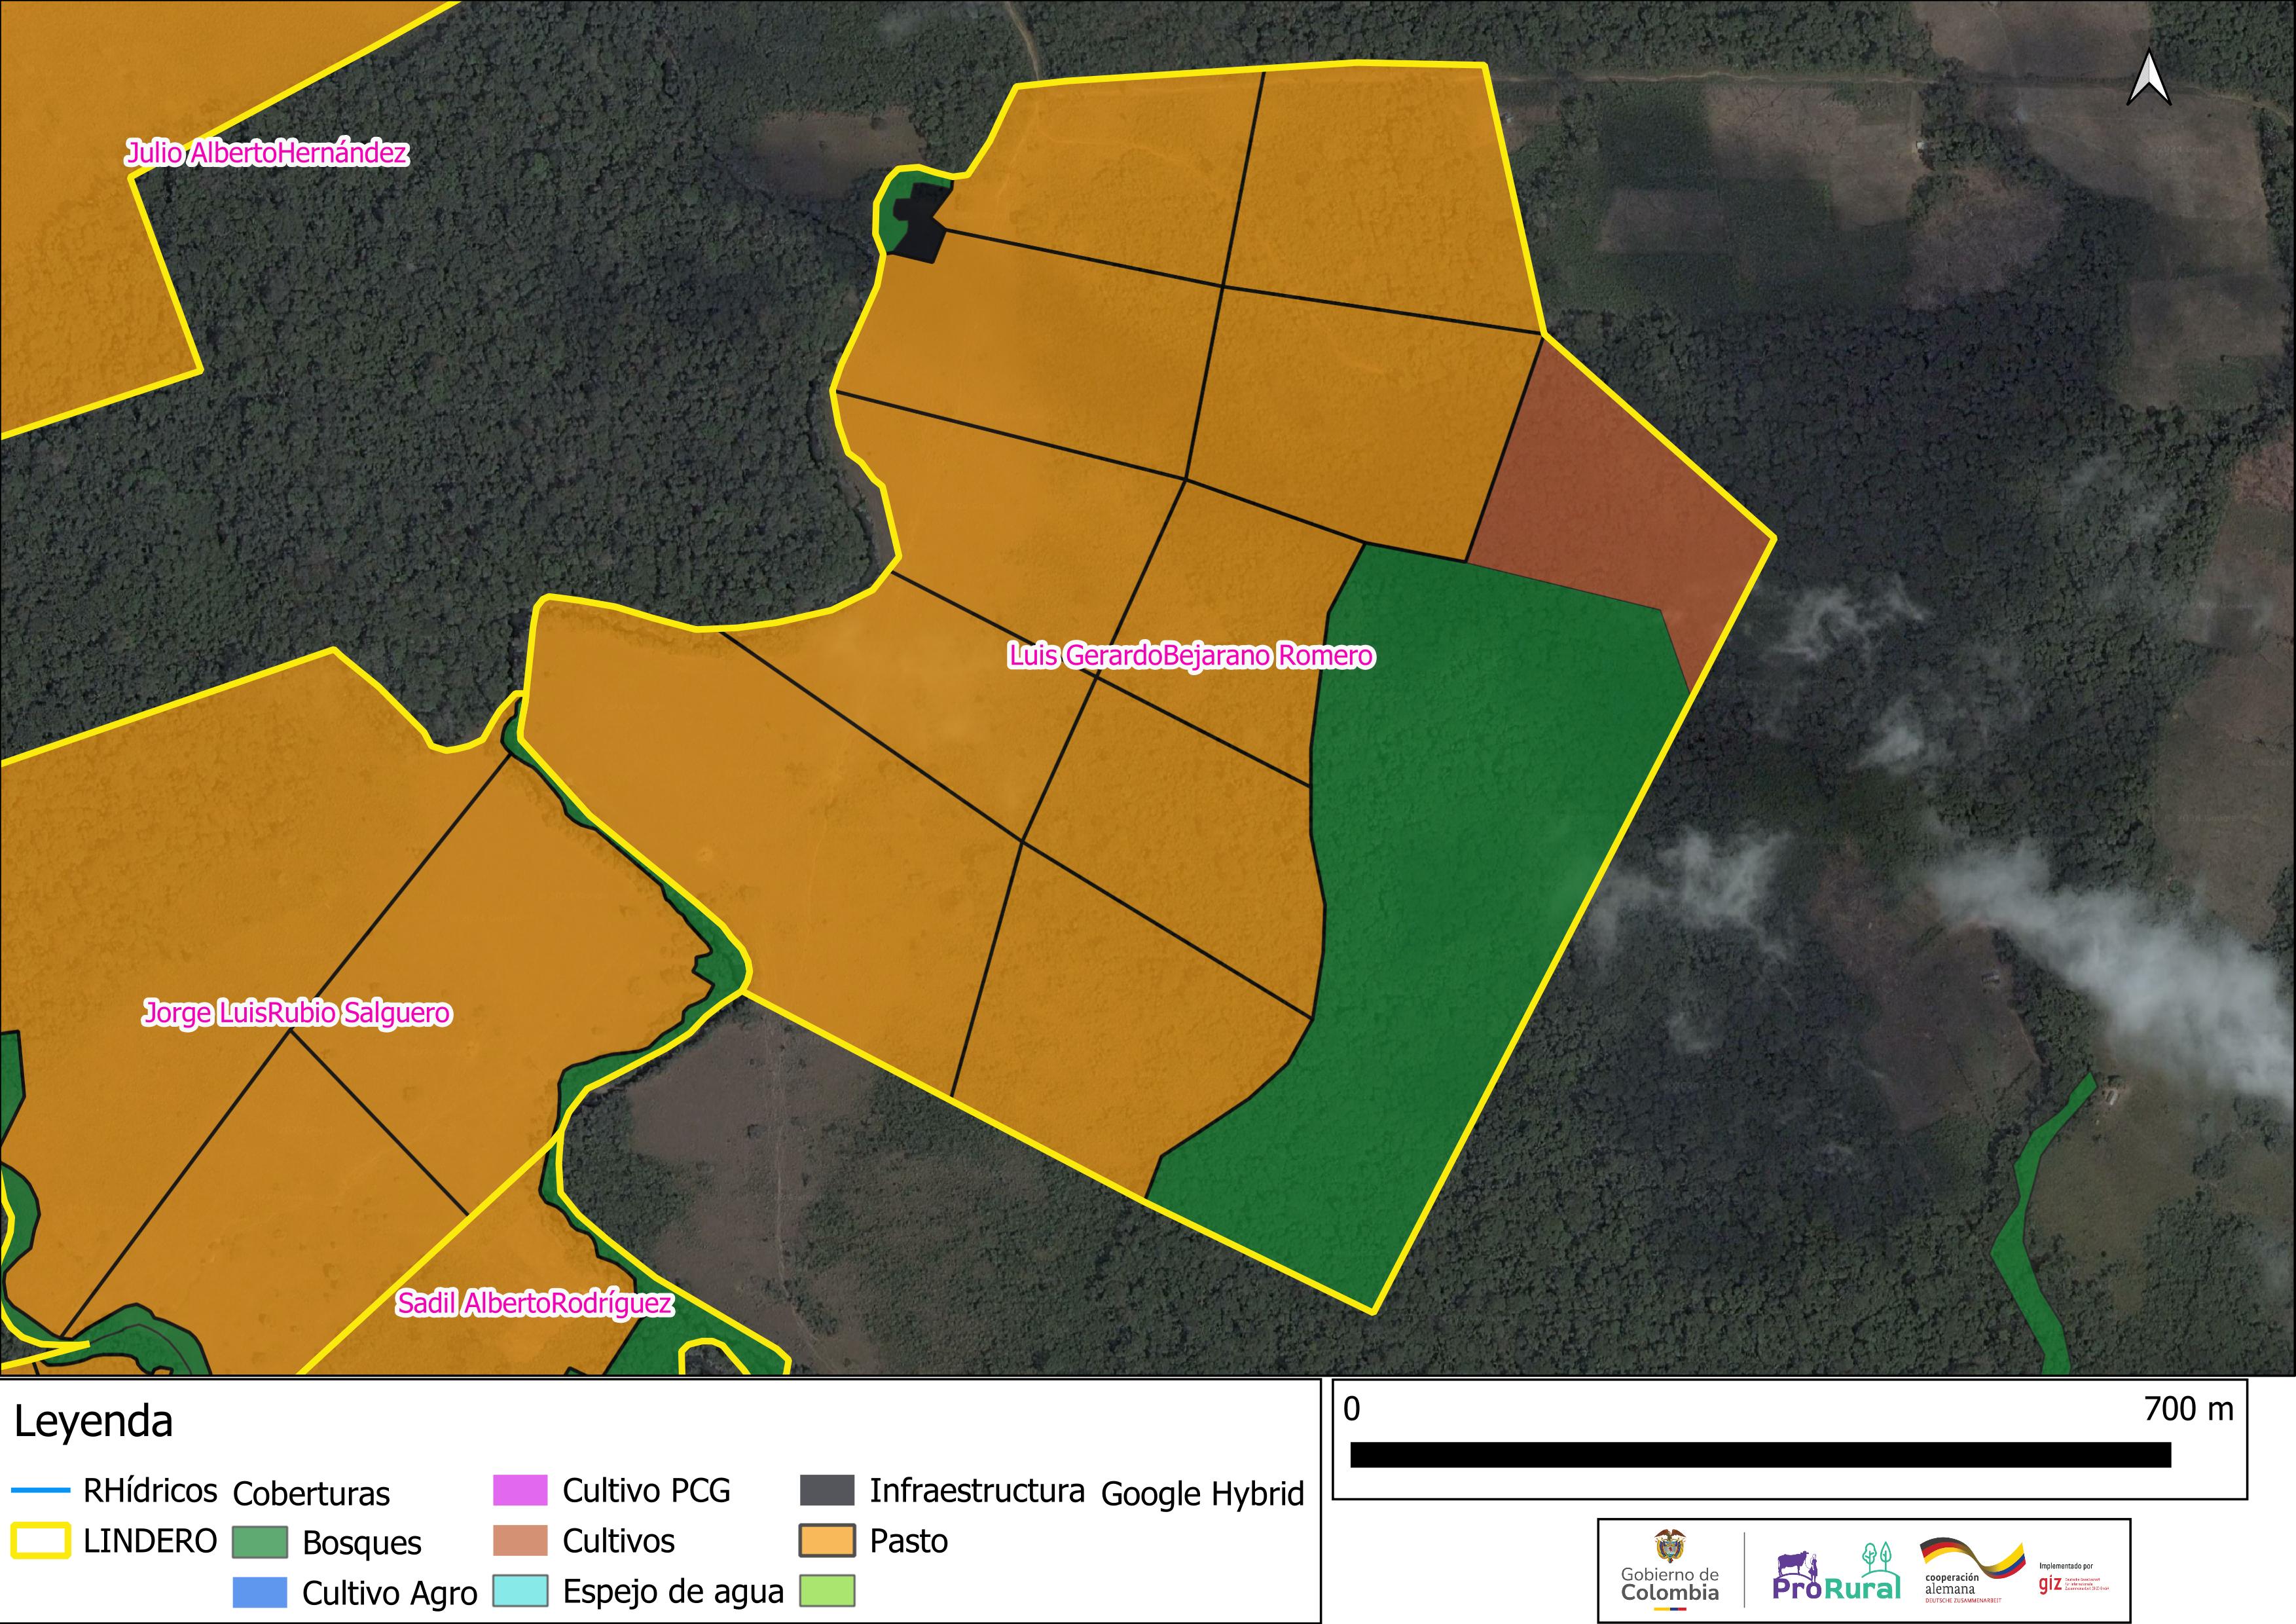 Julio AlbertoHernández
Luis GerardoBejarano Romero
Jorge LuisRubio Salguero
Sadil AlbertoRodríguez
Leyenda
RHídricos
LINDERO
Coberturas
Bosques
Cultivo Agro
Cultivo PCG
Cultivos
Espejo de agua
Infraestructura
Pasto
Google Hybrid
0 700 m
Gobierno de
Colombia
ProRural
cooperación
alemana
DEUTSCHE ZUSAMMENARBEIT
Implementado por
giz